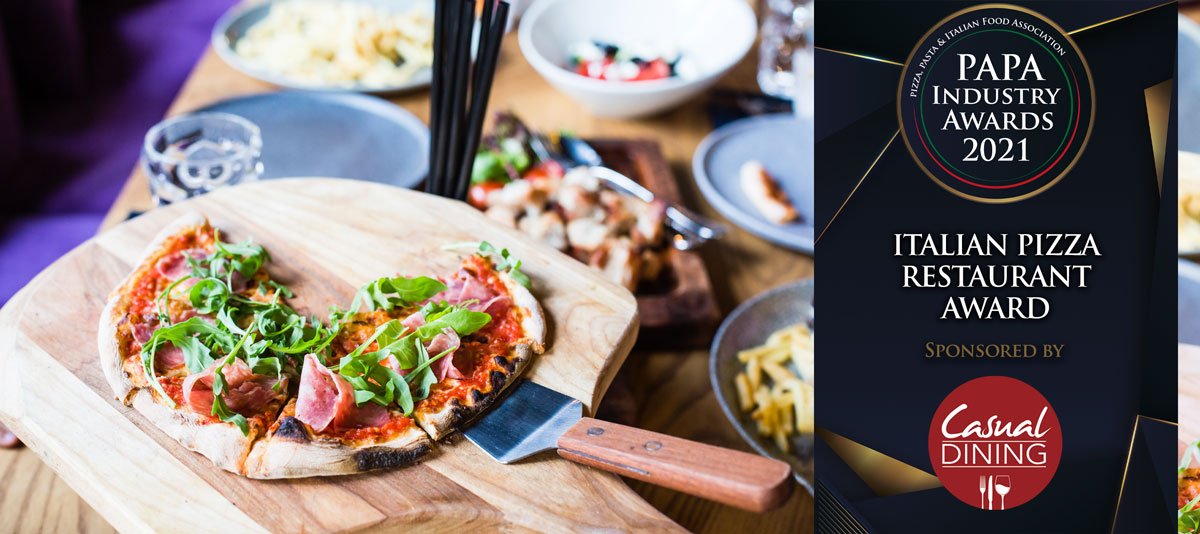 PIZZA, PASTA & ITALIAN FOOD ASSOCIATION
PAPA
INDUSTRY
AWARDS
2021
ITALIAN PIZZA
RESTAURANT
AWARD
SPONSORED BY
Casual
DINING